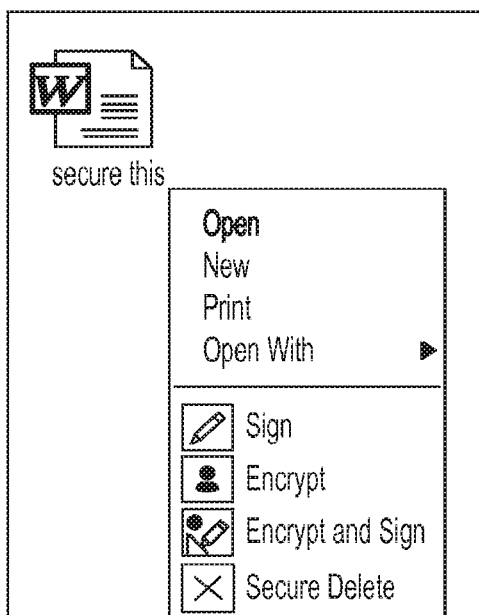 W
secure this
Open
New
Print
Open With
Sign
Encrypt
Encrypt and Sign
Secure Delete